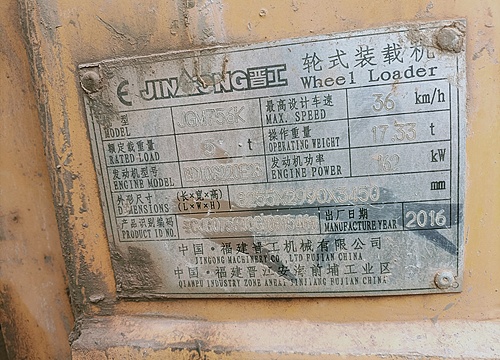 JINGONG晋工 轮式装载机
Wheel Loader
型号 MODEL JGM755K 最高设计车速 MAX. SPEED 36 km/h
额定载重量 RATED LOAD 5 t 操作重量 OPERATING WEIGHT 17.33 t
发动机型号 ENGINE MODEL 发动机功率 ENGINE POWER kW
外形尺寸 DIMENSIONS (长×宽×高) (L×W×H) mm
产品识别编码 PRODUCT ID NO. 出厂日期 MANUFACTURE YEAR 2016
中国·福建晋工机械有限公司
JINGONG MACHINERY CO., LTD FUJIAN CHINA
中国·福建晋江安海前埔工业区
QIANPU INDUSTRY ZONE ANHAI JINJIANG FUJIAN CHINA